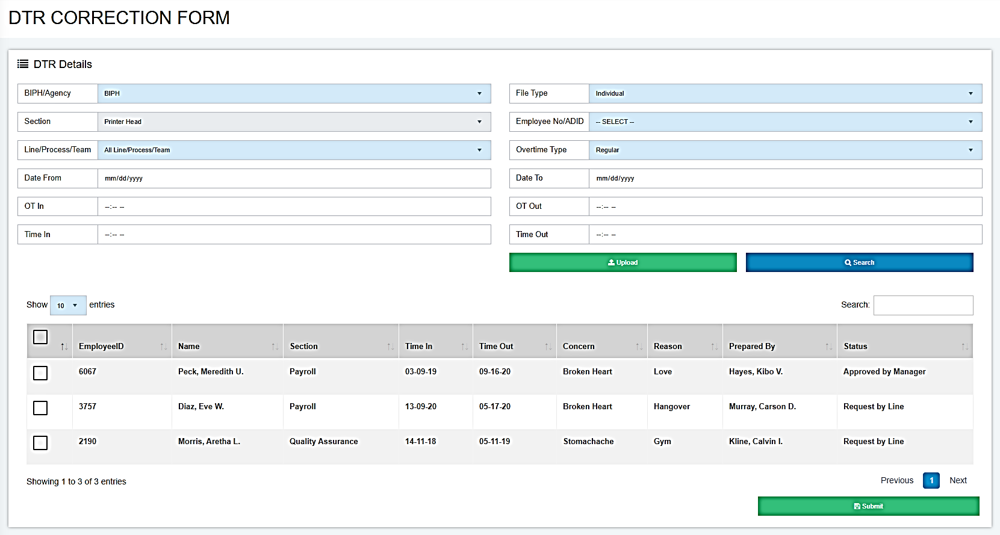 DTR CORRECTION FORM
DTR Details
BIPH/Agency BIPH File Type Individual
Section Printer Head Employee No/ADID -- SELECT --
Line/Process/Team All Line/Process/Team Overtime Type Regular
Date From mm/dd/yyyy Date To mm/dd/yyyy
OT In --:-- -- OT Out --:-- --
Time In --:-- -- Time Out --:-- --
Upload Search
Show 10 entries Search:
EmployeeID Name Section Time In Time Out Concern Reason Prepared By Status
6067 Peck, Meredith U. Payroll 03-09-19 09-16-20 Broken Heart Love Hayes, Kibo V. Approved by Manager
3757 Diaz, Eve W. Payroll 13-09-20 05-17-20 Broken Heart Hangover Murray, Carson D. Request by Line
2190 Morris, Aretha L. Quality Assurance 14-11-18 05-11-19 Stomachache Gym Kline, Calvin I. Request by Line
Showing 1 to 3 of 3 entries Previous 1 Next
Submit